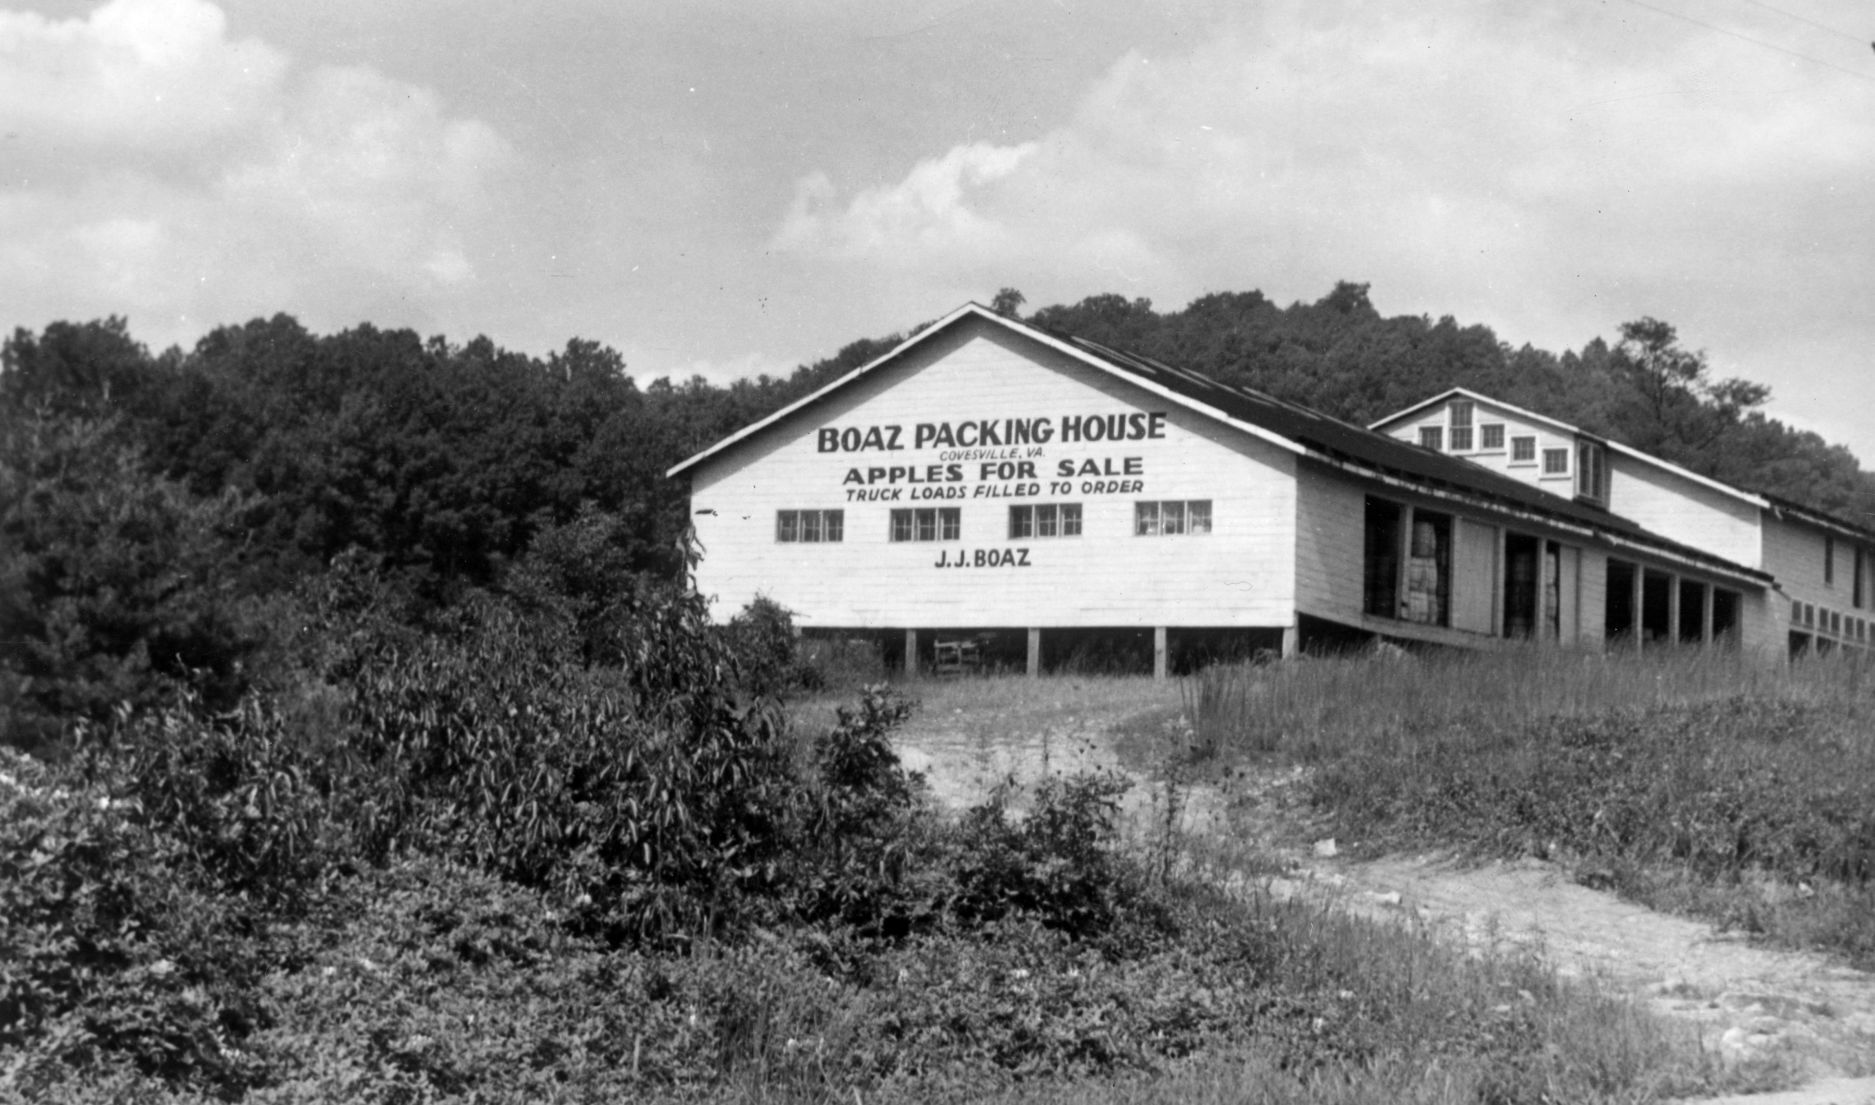 BOAZ PACKING HOUSE
COVESVILLE, VA.
APPLES FOR SALE
TRUCK LOADS FILLED TO ORDER
J.J. BOAZ